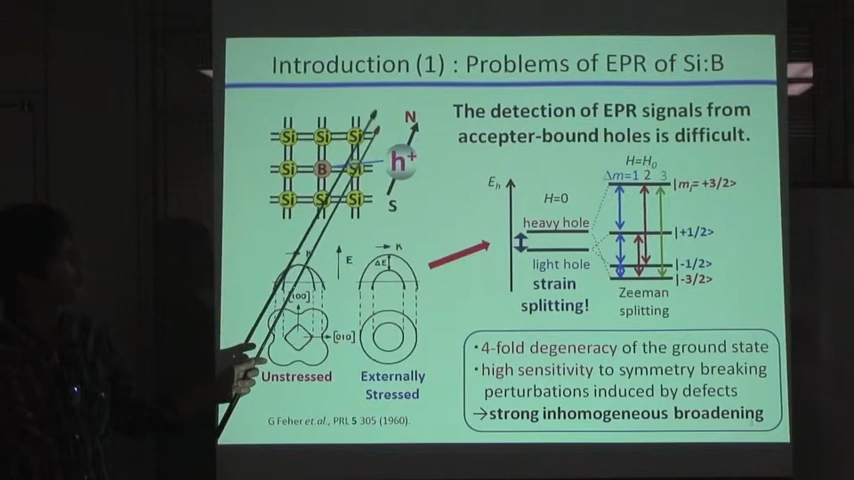 Introduction (1) : Problems of EPR of Si:B
The detection of EPR signals from
accepter-bound holes is difficult.
Si Si Si
Si B Si
Si Si Si
N
h+
S
E
K
ΔE
[100]
[010]
Unstressed
Externally
Stressed
G Feher et.al., PRL 5 305 (1960).
Eh
H=0
heavy hole
light hole
strain
splitting!
H=H0
Δm=1 2 3
|mj= +3/2>
|+1/2>
|-1/2>
|-3/2>
Zeeman
splitting
・4-fold degeneracy of the ground state
・high sensitivity to symmetry breaking
perturbations induced by defects
→strong inhomogeneous broadening